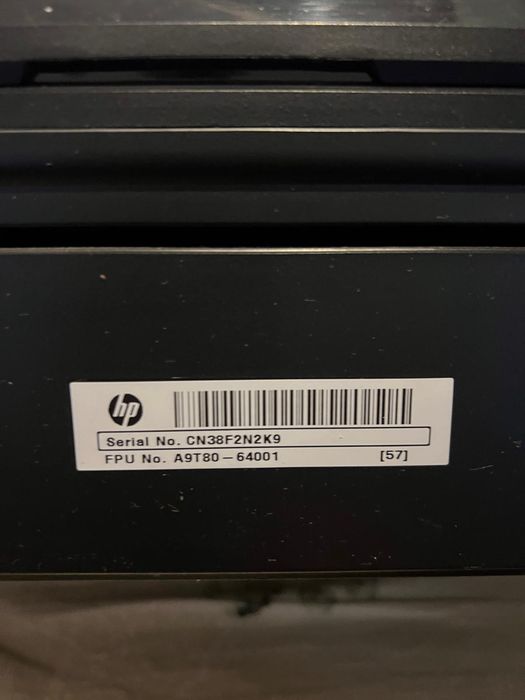 hp
Serial No. CN38F2N2K9
FPU No. A9T80-64001 [57]